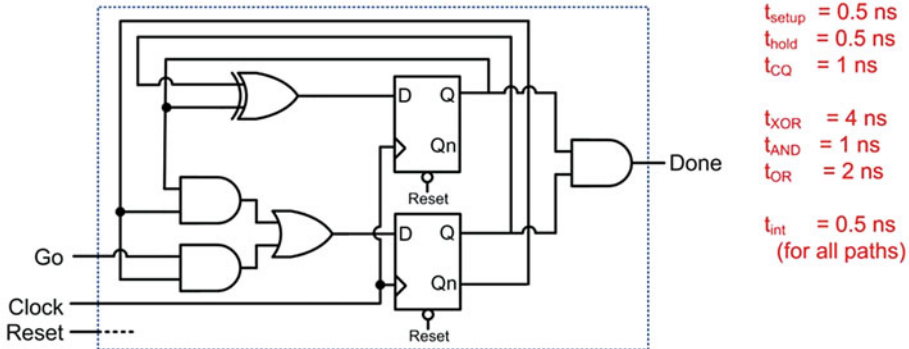 t_setup = 0.5 ns
t_hold = 0.5 ns
t_CQ = 1 ns
t_XOR = 4 ns
t_AND = 1 ns
t_OR = 2 ns
t_int = 0.5 ns
(for all paths)
D Q
Qn
Reset
Done
D Q
Qn
Reset
Go
Clock
Reset